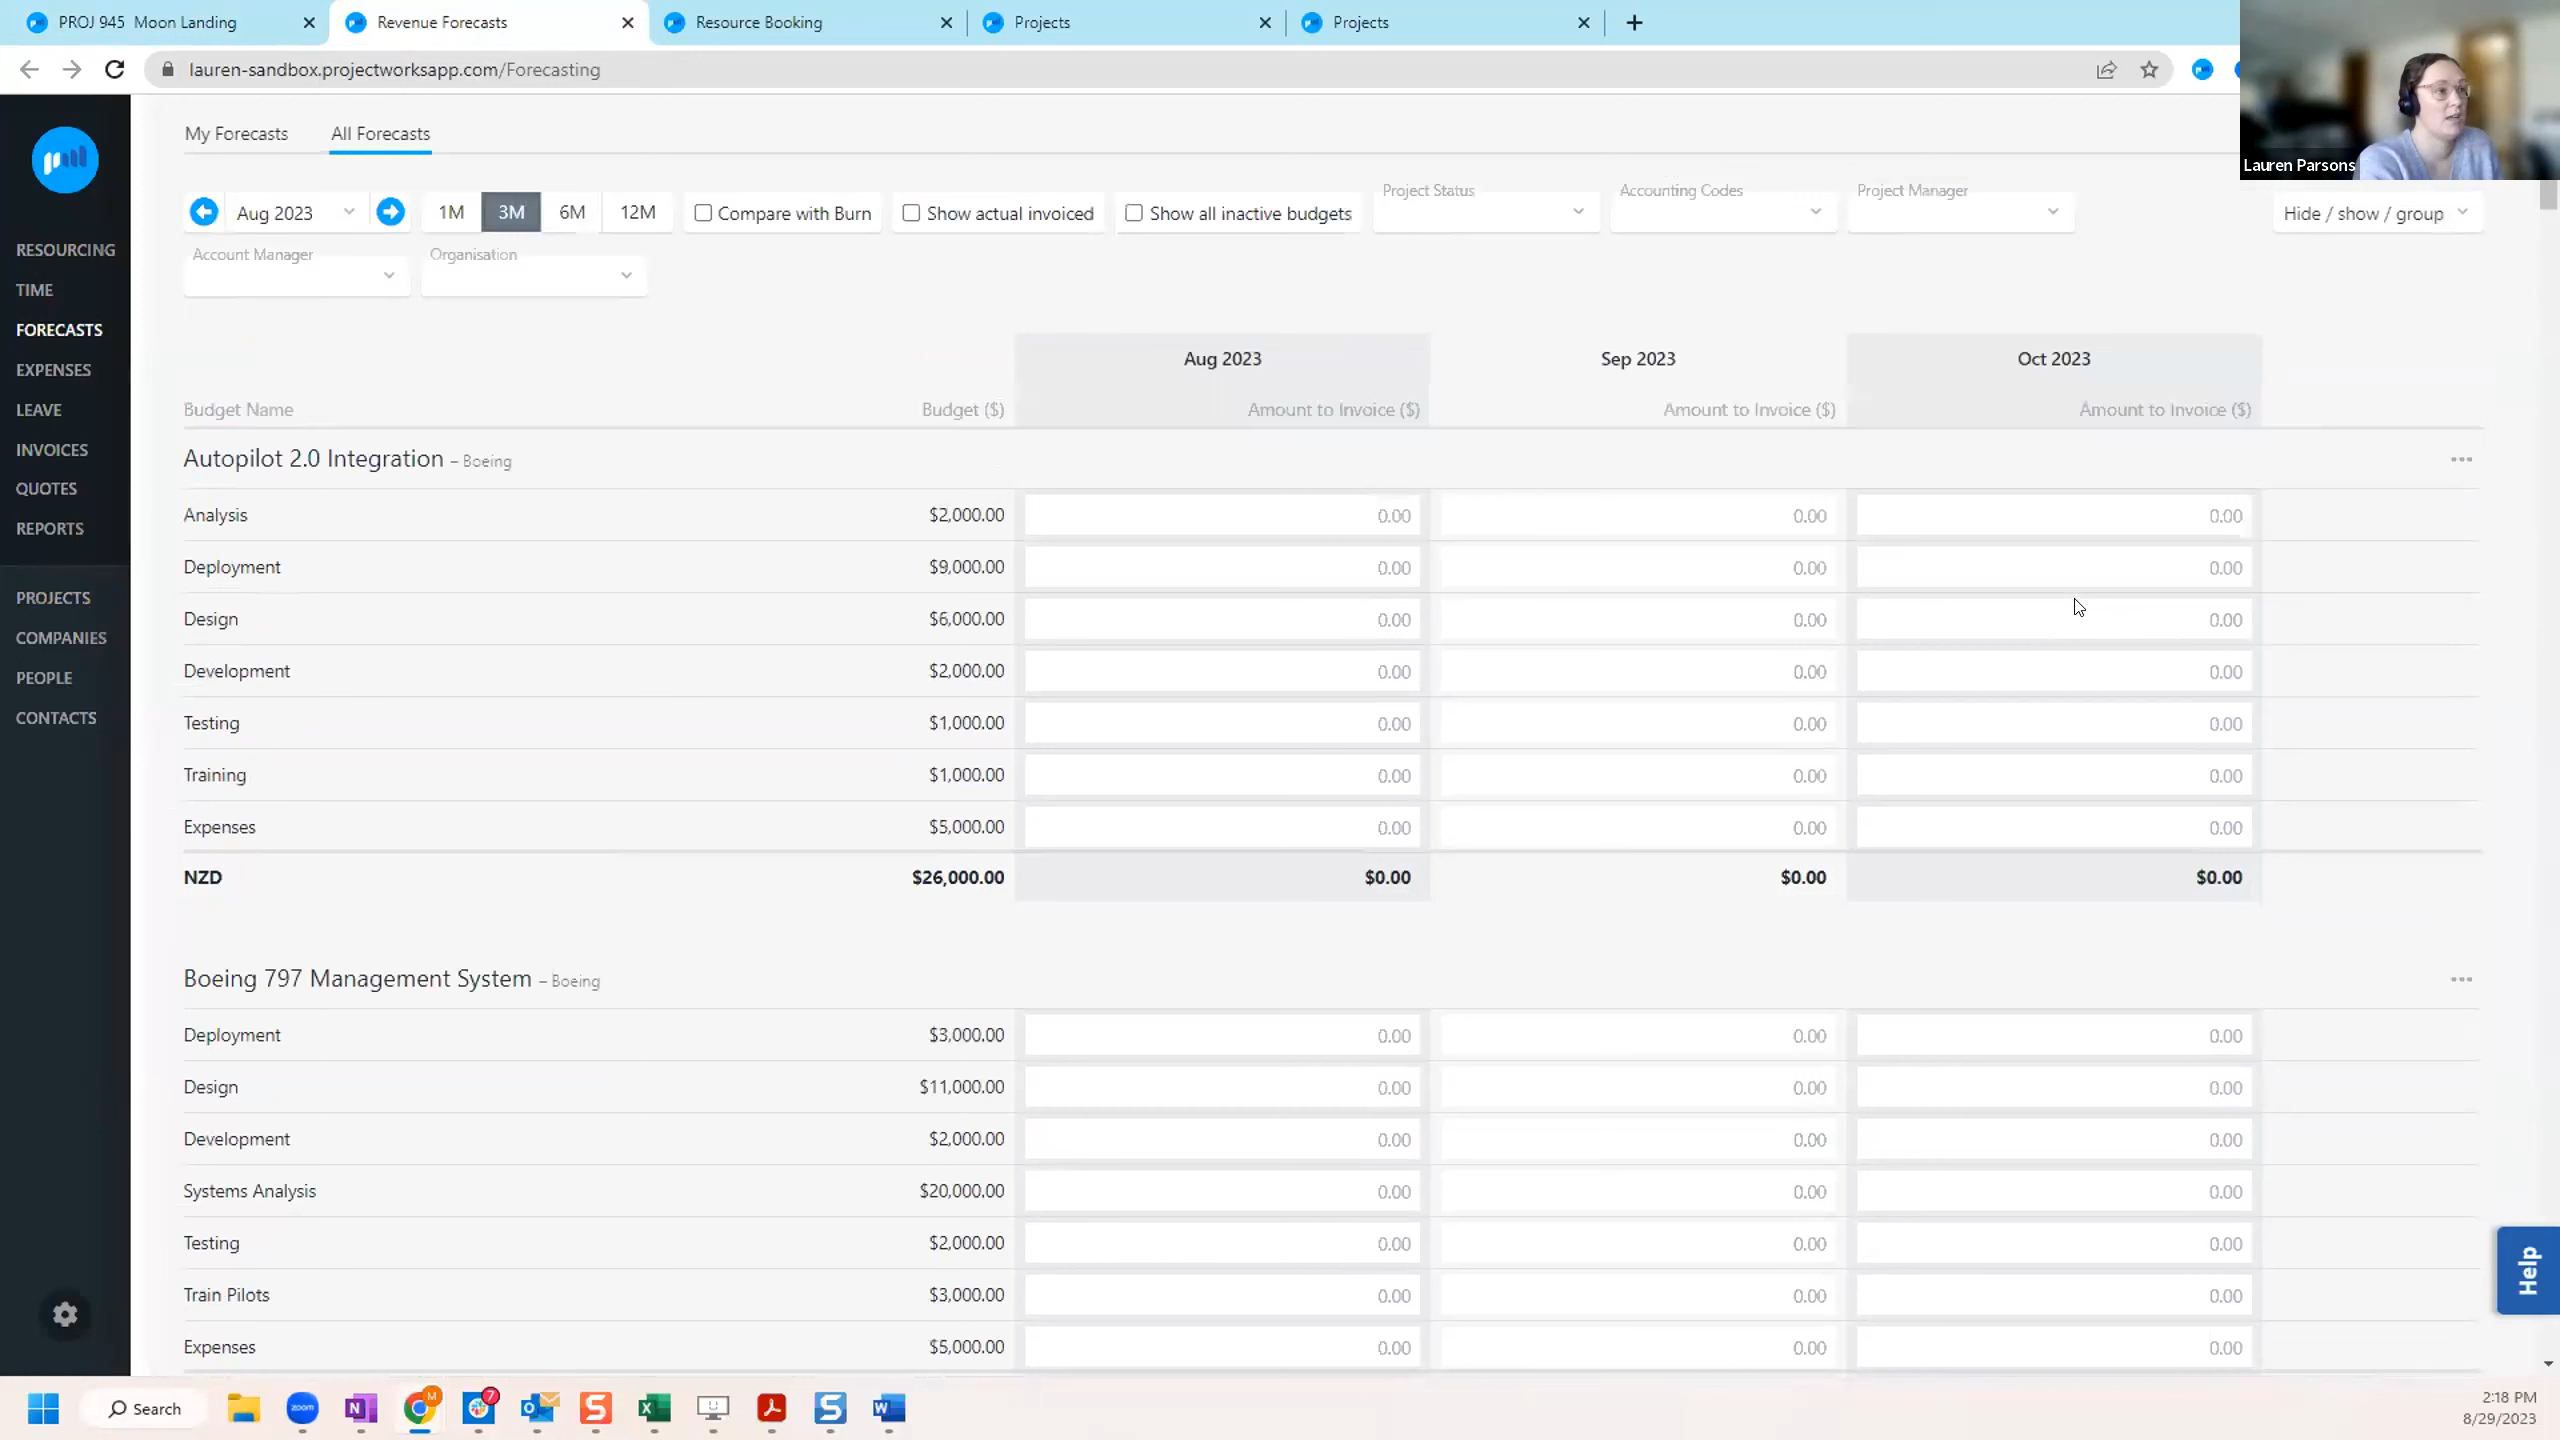 PROJ 945 Moon Landing
Revenue Forecasts
Resource Booking
Projects
Projects
lauren-sandbox.projectworksapp.com/Forecasting
Lauren Parsons
My Forecasts
All Forecasts
Aug 2023
1M
3M
6M
12M
Compare with Burn
Show actual invoiced
Show all inactive budgets
Project Status
Accounting Codes
Project Manager
Hide / show / group
Account Manager
Organisation
RESOURCING
TIME
FORECASTS
EXPENSES
LEAVE
INVOICES
QUOTES
REPORTS
PROJECTS
COMPANIES
PEOPLE
CONTACTS
Aug 2023 Sep 2023 Oct 2023
Budget Name Budget ($) Amount to Invoice ($) Amount to Invoice ($) Amount to Invoice ($)
Autopilot 2.0 Integration – Boeing
Analysis $2,000.00 0.00 0.00 0.00
Deployment $9,000.00 0.00 0.00 0.00
Design $6,000.00 0.00 0.00 0.00
Development $2,000.00 0.00 0.00 0.00
Testing $1,000.00 0.00 0.00 0.00
Training $1,000.00 0.00 0.00 0.00
Expenses $5,000.00 0.00 0.00 0.00
NZD $26,000.00 $0.00 $0.00 $0.00
Boeing 797 Management System – Boeing
Deployment $3,000.00 0.00 0.00 0.00
Design $11,000.00 0.00 0.00 0.00
Development $2,000.00 0.00 0.00 0.00
Systems Analysis $20,000.00 0.00 0.00 0.00
Testing $2,000.00 0.00 0.00 0.00
Train Pilots $3,000.00 0.00 0.00 0.00
Expenses $5,000.00 0.00 0.00 0.00
Help
Search
zoom
N
M
7
O
S
X
S
W
2:18 PM
8/29/2023